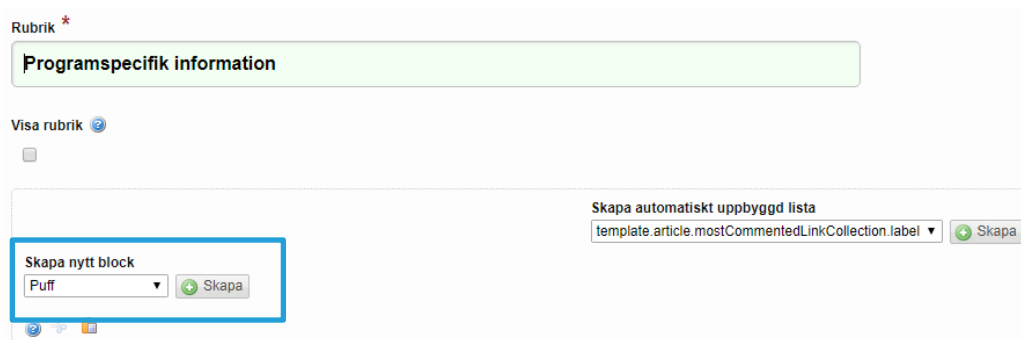 Rubrik *
Programspecifik information
Visa rubrik
Skapa automatiskt uppbyggd lista
template.article.mostCommentedLinkCollection.label Skapa
Skapa nytt block
Puff Skapa